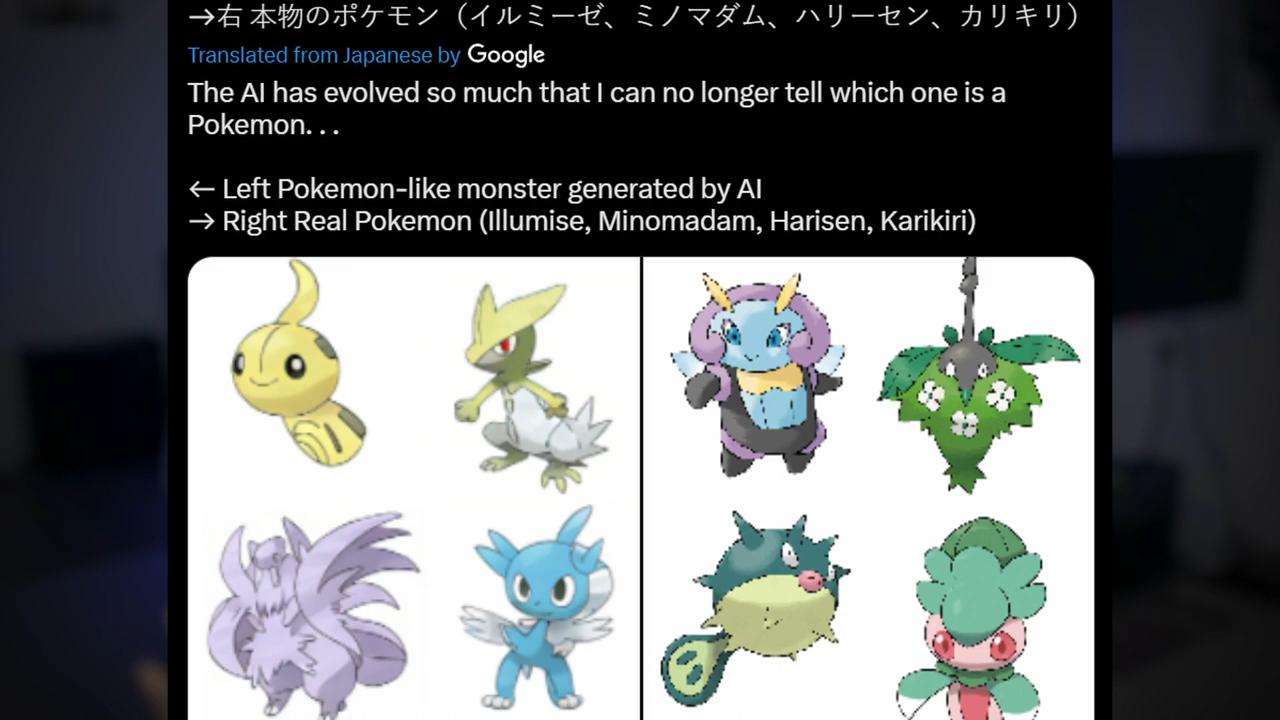 →右 本物のポケモン（イルミーゼ、ミノマダム、ハリーセン、カリキリ）
Translated from Japanese by Google
The AI has evolved so much that I can no longer tell which one is a
Pokemon. . .
← Left Pokemon-like monster generated by AI
→ Right Real Pokemon (Illumise, Minomadam, Harisen, Karikiri)